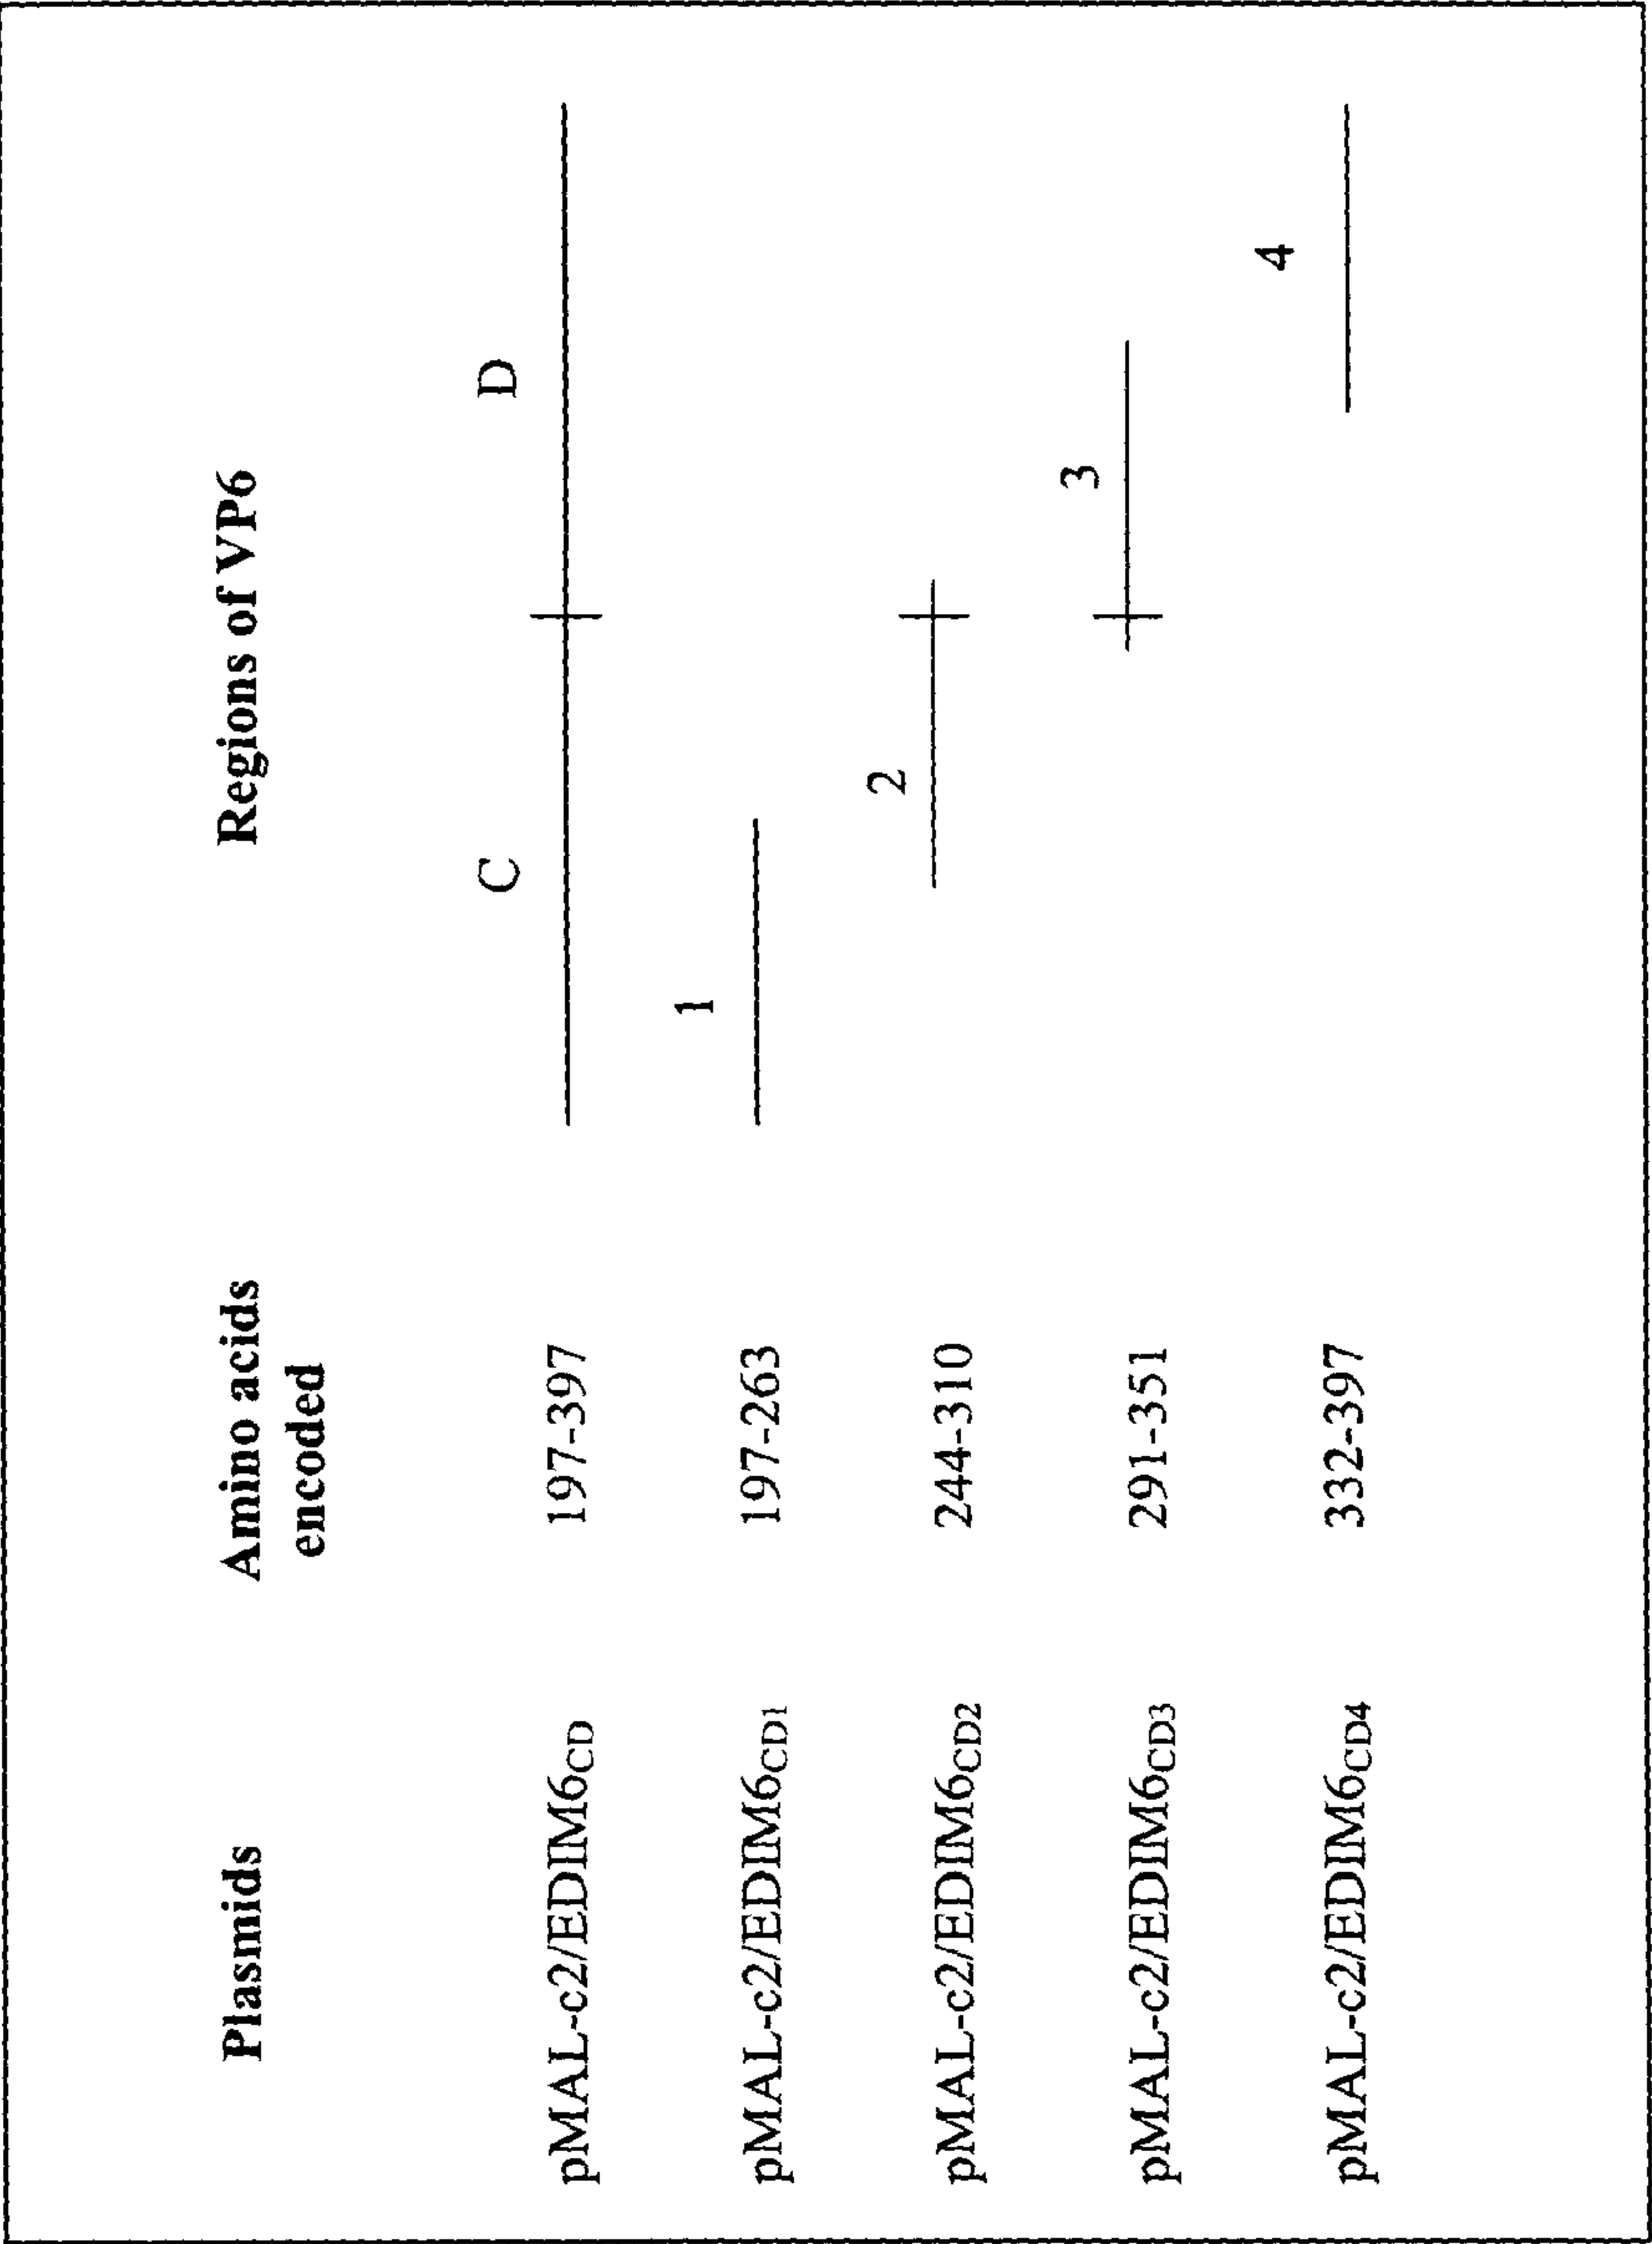 Plasmids Amino acids encoded Regions of VP6
C D
pMAL-c2/EDIM6CD 197-397
1
pMAL-c2/EDIM6CD1 197-263
2
pMAL-c2/EDIM6CD2 244-310
3
pMAL-c2/EDIM6CD3 291-351
4
pMAL-c2/EDIM6CD4 332-397